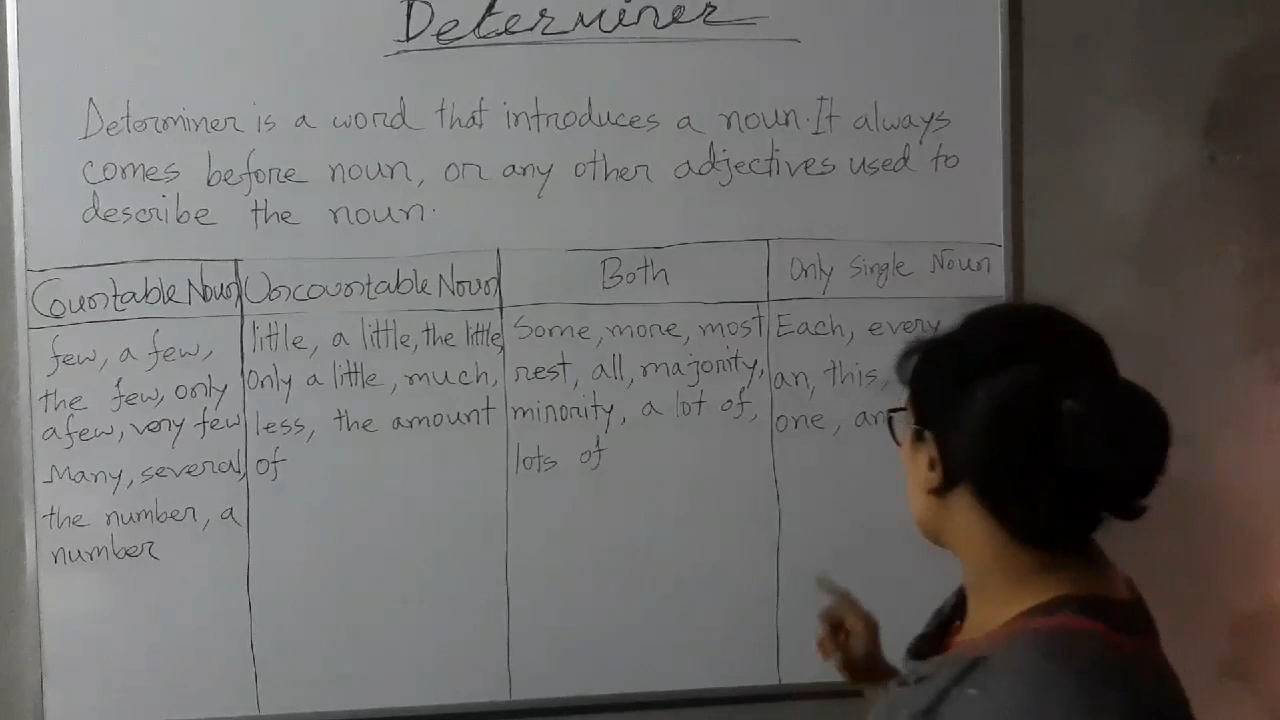 Determiner
Determiner is a word that introduces a noun. It always
comes before noun, or any other adjectives used to
describe the noun.
Countable Noun
few, a few,
the few, only
a few, very few
Many, several,
the number, a
number
Uncountable Noun
little, a little, the little,
Only a little, much,
less, the amount
of
Both
Some, more, most
rest, all, majority,
minority, a lot of,
lots of
Only Single Noun
Each, every
an, this,
one,